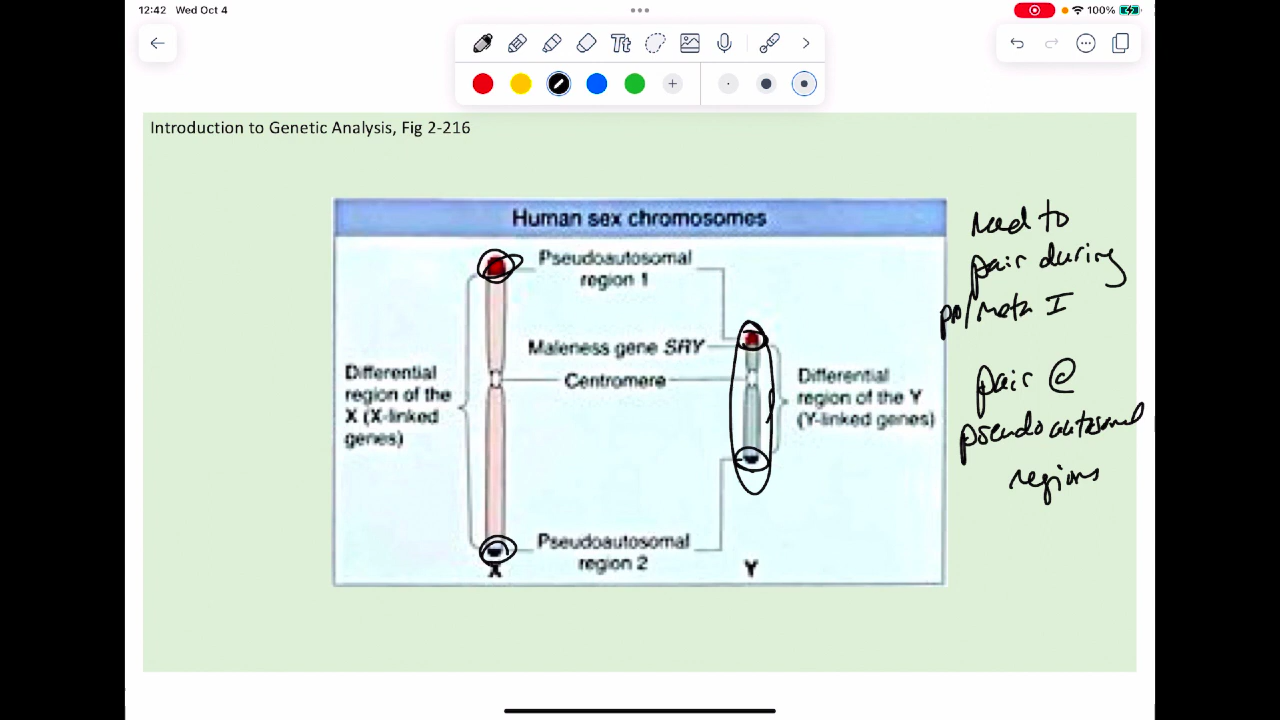 12:42 Wed Oct 4
100%
Tt
Introduction to Genetic Analysis, Fig 2-216
Human sex chromosomes
Pseudoautosomal
region 1
Maleness gene SRY
Centromere
Differential
region of the
X (X-linked
genes)
Differential
region of the Y
(Y-linked genes)
Pseudoautosomal
region 2
X
Y
need to
pair during
pro/meta I
pair @
pseudoautosomal
regions